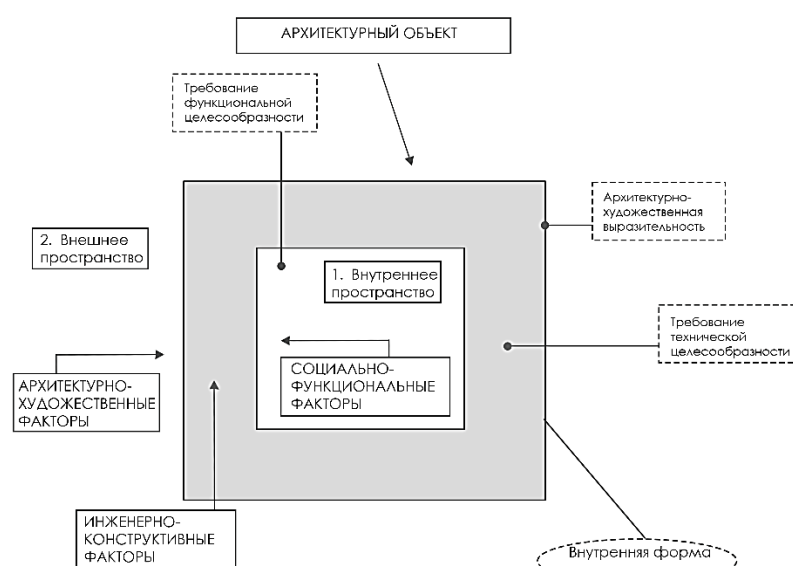 АРХИТЕКТУРНЫЙ ОБЪЕКТ
Требование
функциональной
целесообразности
Архитектурно-
художественная
выразительность
2. Внешнее
пространство
1. Внутреннее
пространство
Требование
технической
целесообразности
АРХИТЕКТУРНО-
ХУДОЖЕСТВЕННЫЕ
ФАКТОРЫ
СОЦИАЛЬНО-
ФУНКЦИОНАЛЬНЫЕ
ФАКТОРЫ
ИНЖЕНЕРНО-
КОНСТРУКТИВНЫЕ
ФАКТОРЫ
Внутренняя форма